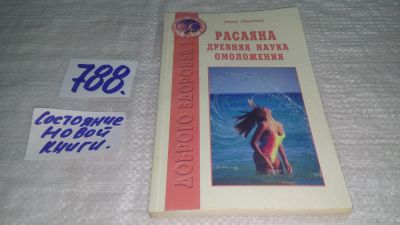 788.
Состояние
новой
книги.
ДОБРОГО ЗДОРОВЬЯ!
РАСАЯНА
ДРЕВНЯЯ НАУКА
ОМОЛОЖЕНИЯ